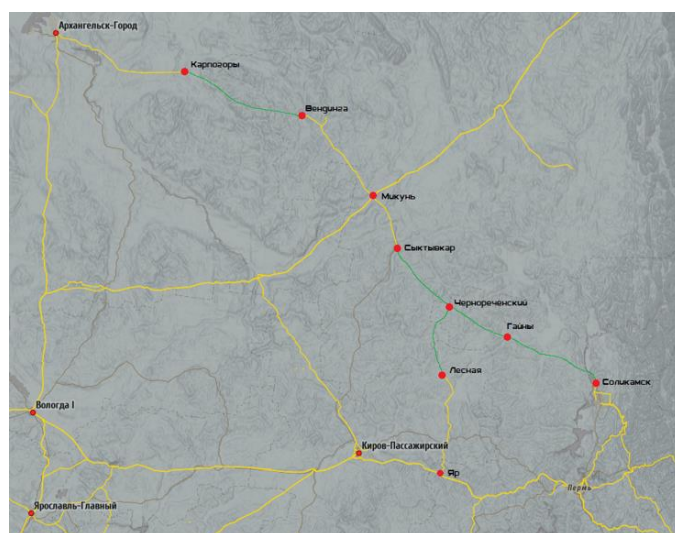 Архангельск-Город
Карпогоры
Вендинга
Микунь
Сыктывкар
Чернореченский
Гайны
Лесная
Соликамск
Вологда I
Киров-Пассажирский
Яр
Пермь
Ярославль-Главный